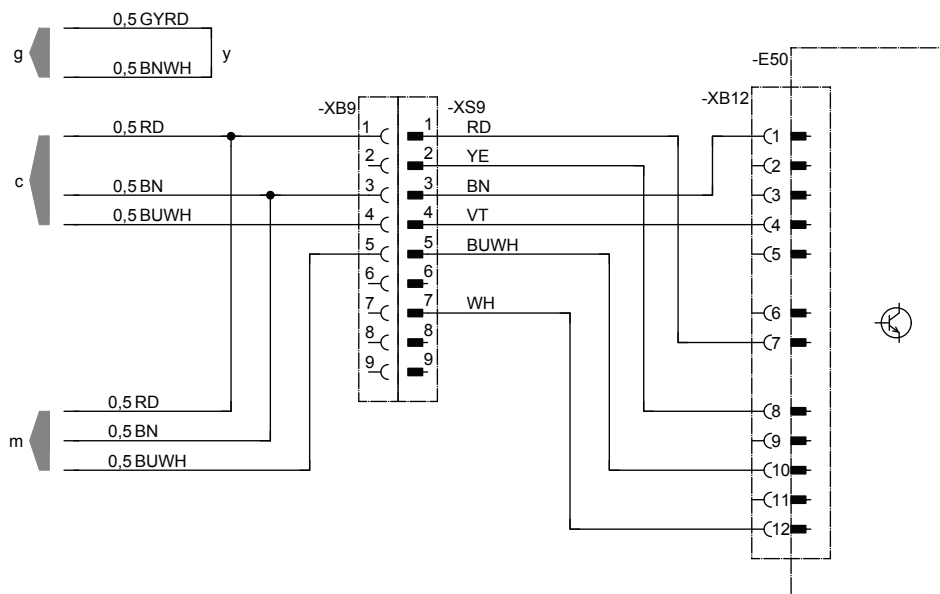 0,5 GYRD
g y
0,5 BNWH
-E50
-XB9 -XS9 -XB12
0,5 RD 1 1 RD 1
2 2 YE 2
c
0,5 BN 3 3 BN 3
0,5 BUWH 4 4 VT 4
5 5 BUWH 5
6 6
7 7 WH 6
8 8 7
9 9
0,5 RD 8
m 0,5 BN 9
0,5 BUWH 10
11
12